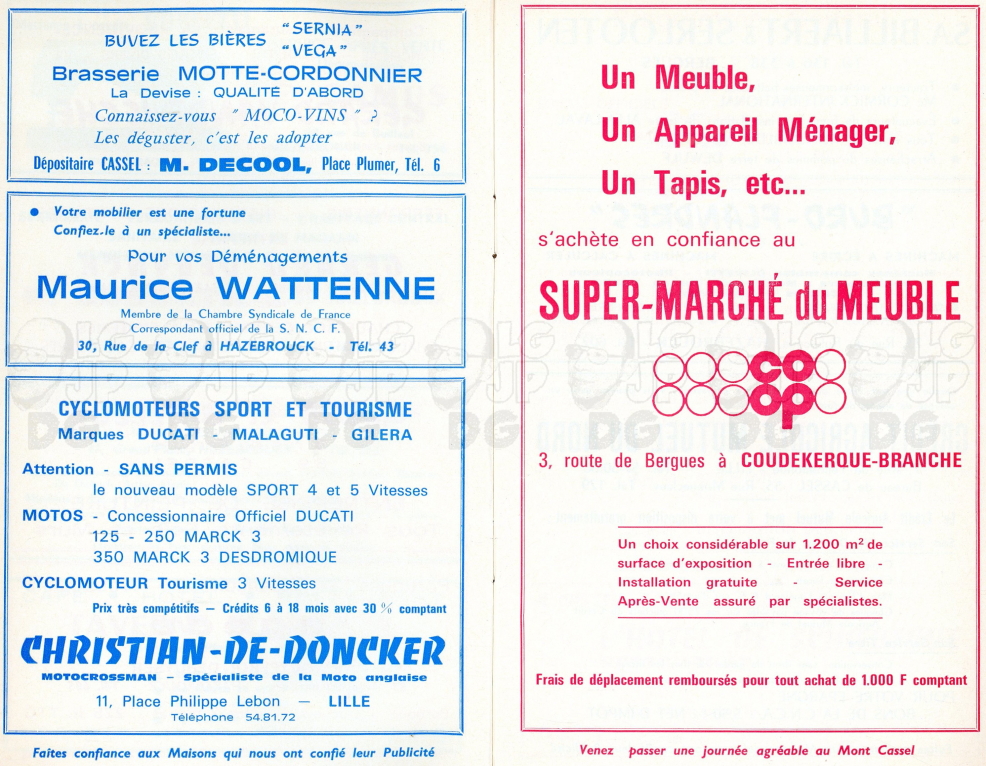 BUVEZ LES BIÈRES "SERNIA"
"VEGA"
Brasserie MOTTE-CORDONNIER
La Devise : QUALITÉ D'ABORD
Connaissez-vous " MOCO-VINS " ?
Les déguster, c'est les adopter
Dépositaire CASSEL : M. DECOOL, Place Plumer, Tél. 6
● Votre mobilier est une fortune
Confiez-le à un spécialiste...
Pour vos Déménagements
Maurice WATTENNE
Membre de la Chambre Syndicale de France
Correspondant officiel de la S. N. C. F.
30, Rue de la Clef à HAZEBROUCK - Tél. 43
CYCLOMOTEURS SPORT ET TOURISME
Marques DUCATI - MALAGUTI - GILERA
Attention - SANS PERMIS
le nouveau modèle SPORT 4 et 5 Vitesses
MOTOS - Concessionnaire Officiel DUCATI
125 - 250 MARCK 3
350 MARCK 3 DESDROMIQUE
CYCLOMOTEUR Tourisme 3 Vitesses
Prix très compétitifs — Crédits 6 à 18 mois avec 30 % comptant
CHRISTIAN-DE-DONCKER
MOTOCROSSMAN – Spécialiste de la Moto anglaise
11, Place Philippe Lebon — LILLE
Téléphone 54.81.72
Faites confiance aux Maisons qui nous ont confié leur Publicité
Un Meuble,
Un Appareil Ménager,
Un Tapis, etc...
s'achète en confiance au
SUPER-MARCHÉ du MEUBLE
CO
OP
3, route de Bergues à COUDEKERQUE-BRANCHE
Un choix considérable sur 1.200 m² de
surface d'exposition - Entrée libre -
Installation gratuite - Service
Après-Vente assuré par spécialistes.
Frais de déplacement remboursés pour tout achat de 1.000 F comptant
Venez passer une journée agréable au Mont Cassel
LG
JP
DG